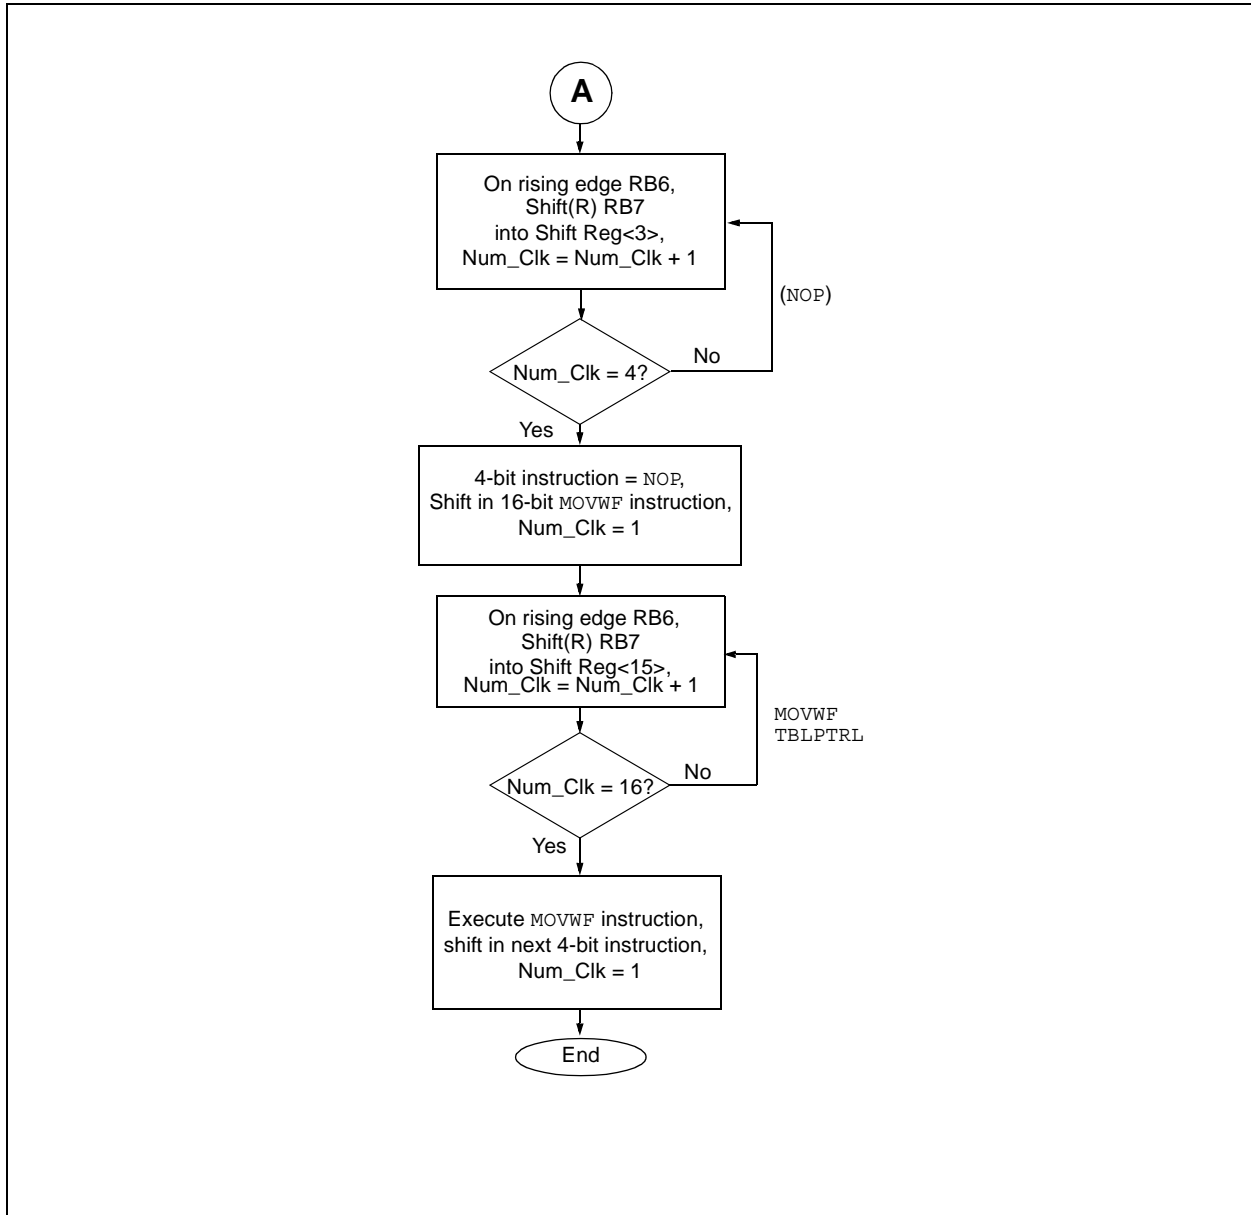 A
On rising edge RB6,
Shift(R) RB7
into Shift Reg<3>,
Num_Clk = Num_Clk + 1
(NOP)
Num_Clk = 4?
No
Yes
4-bit instruction = NOP,
Shift in 16-bit MOVWF instruction,
Num_Clk = 1
On rising edge RB6,
Shift(R) RB7
into Shift Reg<15>,
Num_Clk = Num_Clk + 1
MOVWF
TBLPTRL
Num_Clk = 16?
No
Yes
Execute MOVWF instruction,
shift in next 4-bit instruction,
Num_Clk = 1
End